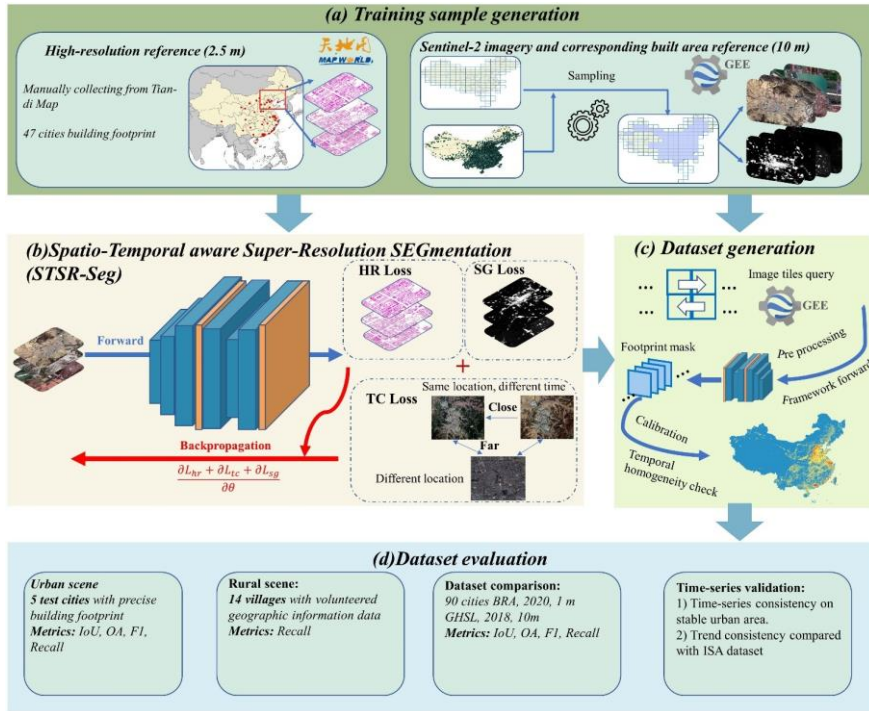 (a) Training sample generation
High-resolution reference (2.5 m)
天地图
MAP WORLD
Manually collecting from Tian-
di Map
47 cities building footprint
Sentinel-2 imagery and corresponding built area reference (10 m)
Sampling
GEE
(b)Spatio-Temporal aware Super-Resolution SEGmentation
(STSR-Seg)
Forward
HR Loss
SG Loss
+
TC Loss
Same location, different time
Close
Far
Different location
Backpropagation
∂L_hr + ∂L_tc + ∂L_sg
∂θ
(c) Dataset generation
Image tiles query
... ...
... ...
GEE
Footprint mask
Pre processing
Framework forward
...
...
Calibration
Temporal
homogeneity check
(d)Dataset evaluation
Urban scene
5 test cities with precise
building footprint
Metrics: IoU, OA, F1,
Recall
Rural scene:
14 villages with volunteered
geographic information data
Metrics: Recall
Dataset comparison:
90 cities BRA, 2020, 1 m
GHSL, 2018, 10m
Metrics: IoU, OA, F1, Recall
Time-series validation:
1) Time-series consistency on
stable urban area.
2) Trend consistency compared
with ISA dataset